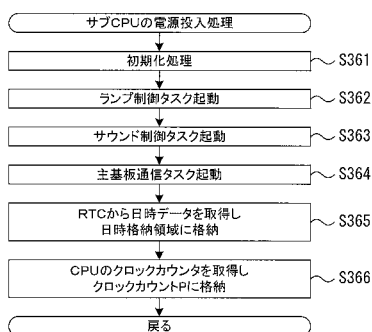 サブCPUの電源投入処理
初期化処理
S361
ランプ制御タスク起動
S362
サウンド制御タスク起動
S363
主基板通信タスク起動
S364
RTCから日時データを取得し
日時格納領域に格納
S365
CPUのクロックカウンタを取得し
クロックカウントPに格納
S366
戻る